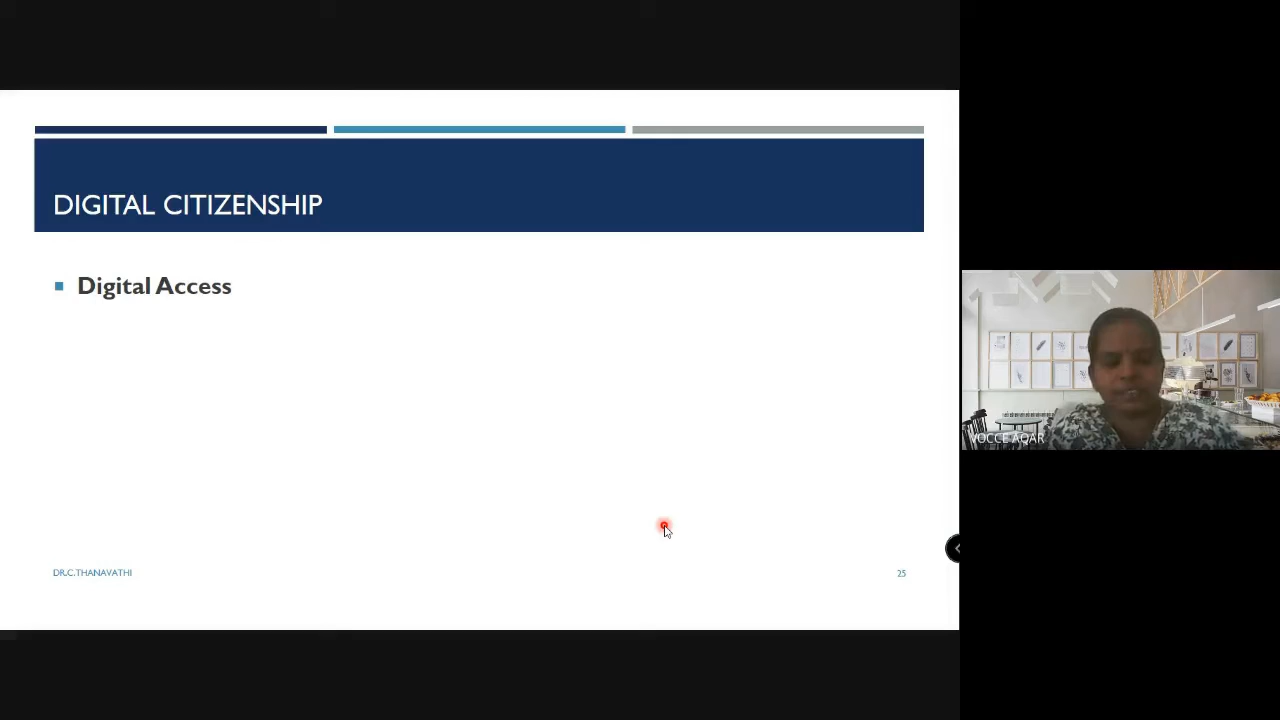 DIGITAL CITIZENSHIP
Digital Access
DR.C.THANAVATHI
25
VOCCE AQAR